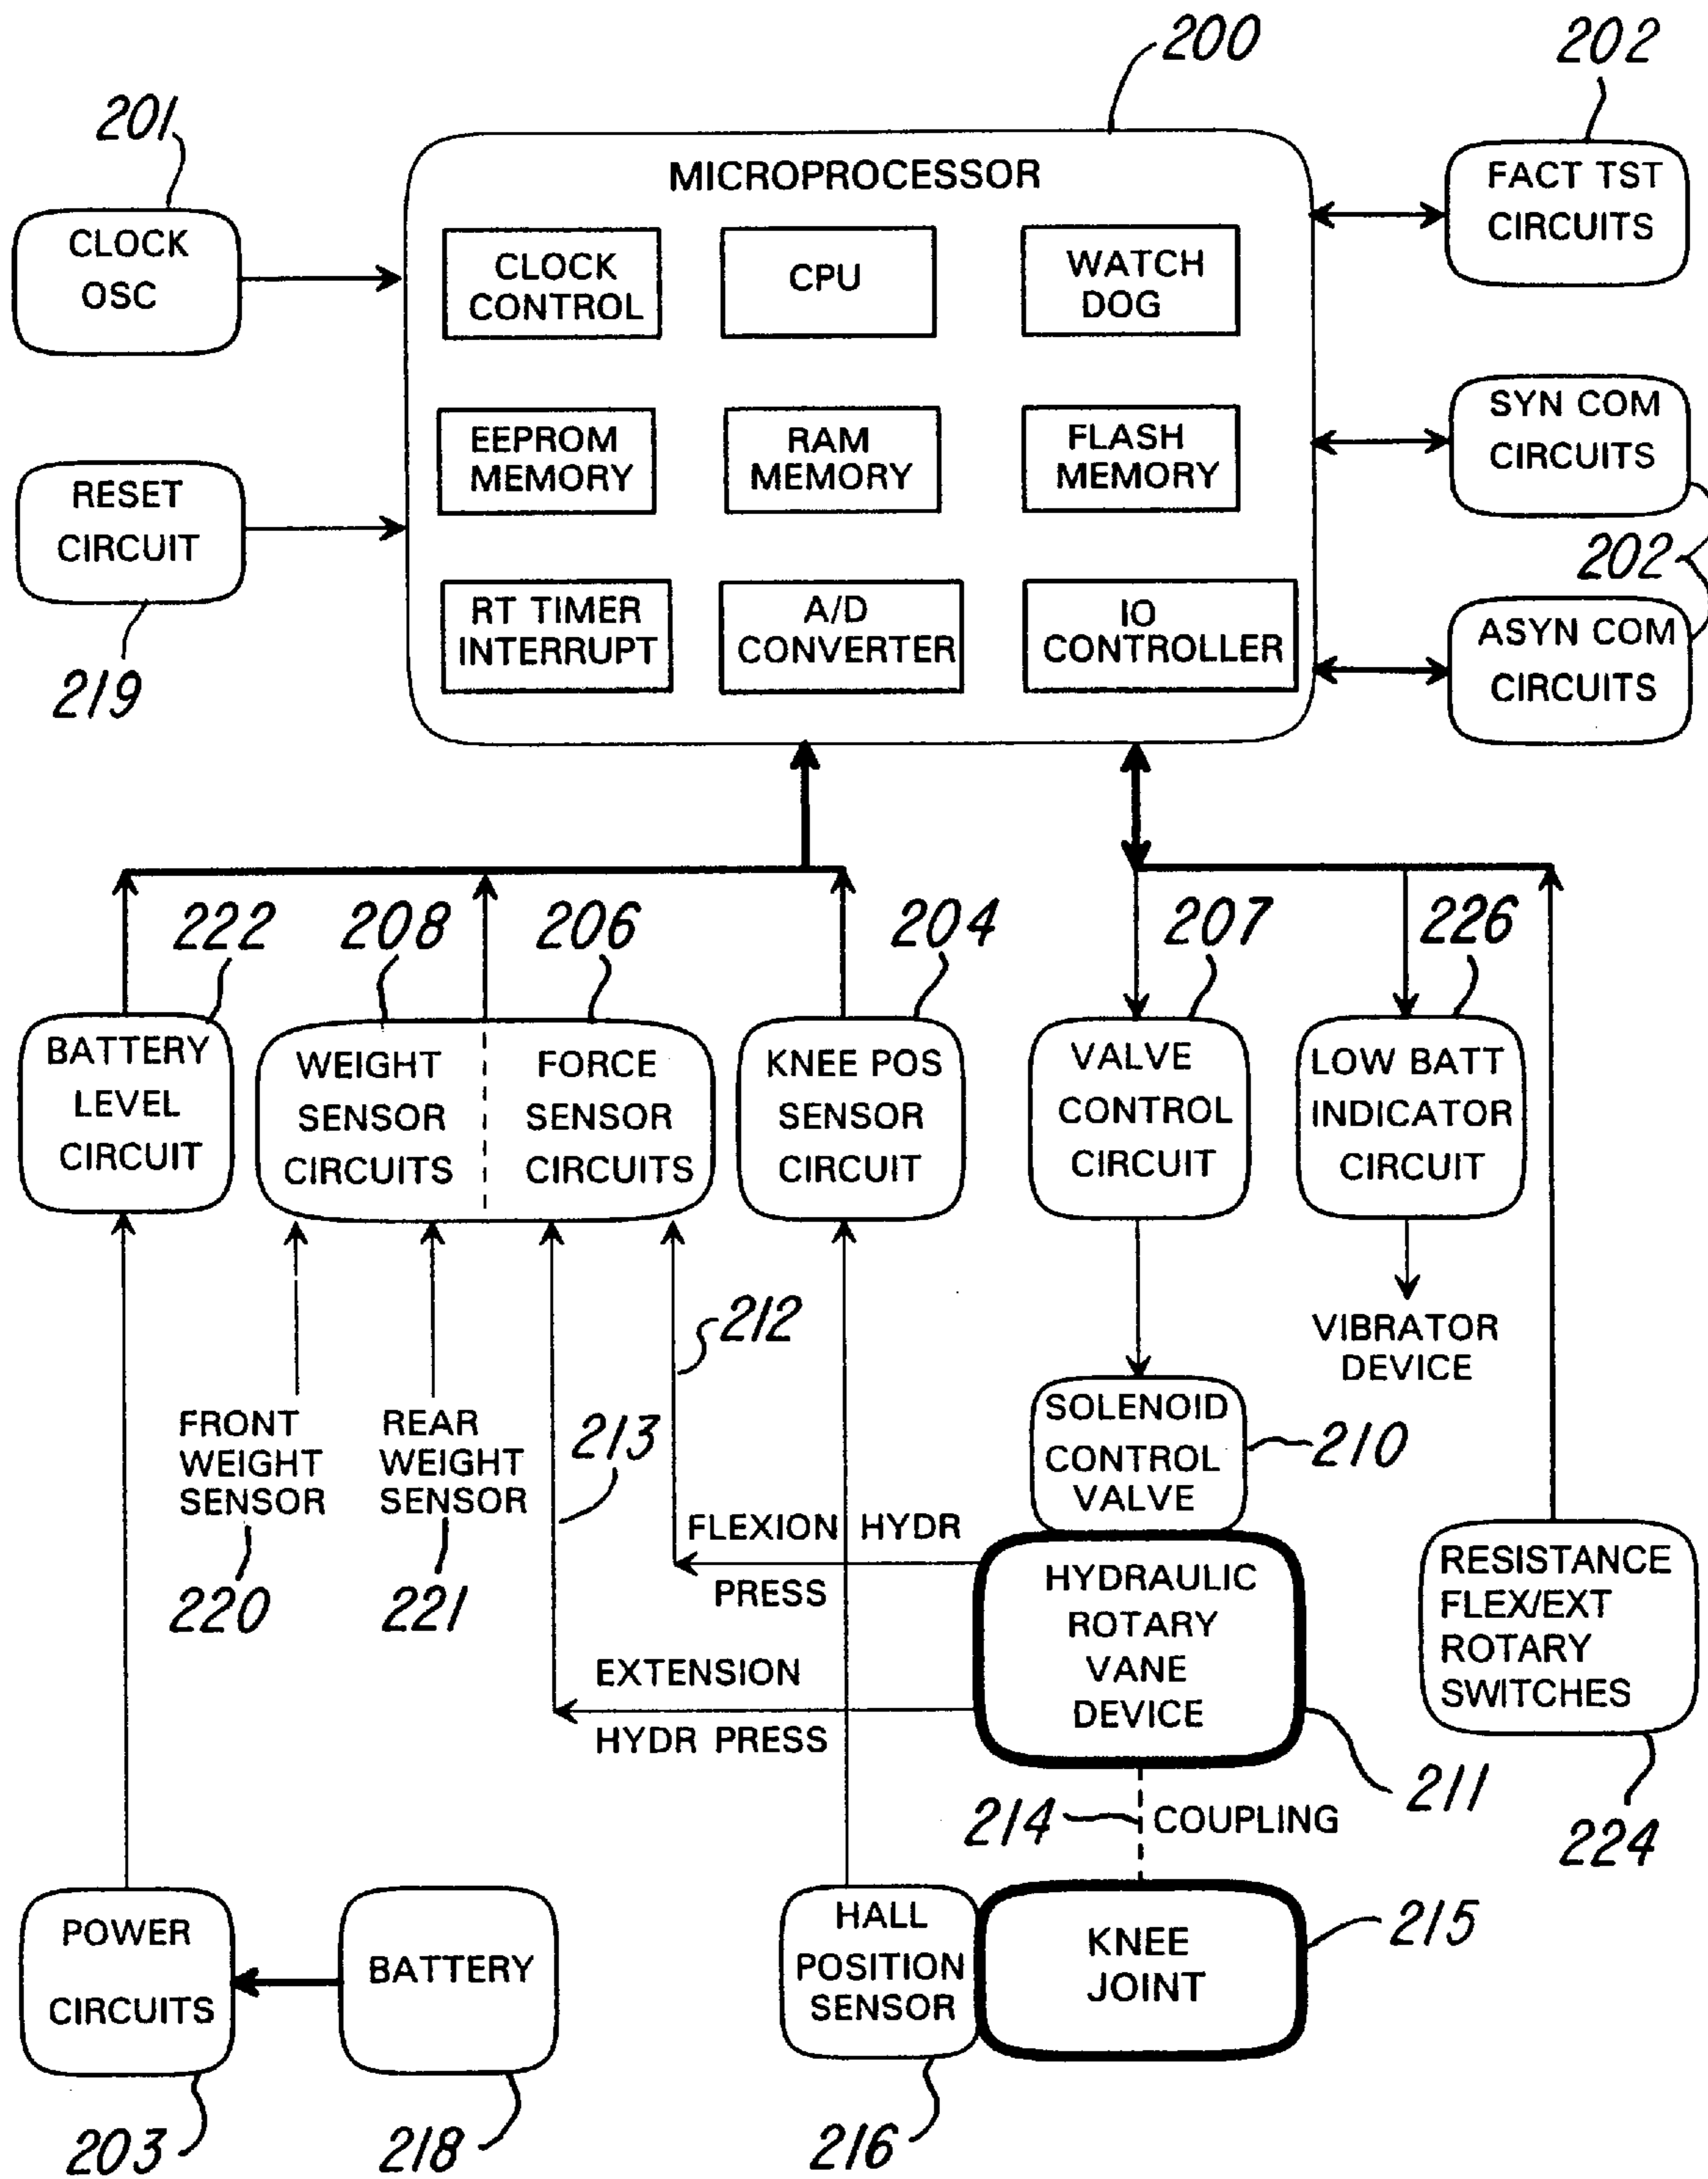 200
202
201
MICROPROCESSOR
FACT TST
CIRCUITS
CLOCK
OSC
CLOCK
CONTROL
CPU
WATCH
DOG
SYN COM
CIRCUITS
EEPROM
MEMORY
RAM
MEMORY
FLASH
MEMORY
RESET
CIRCUIT
202
RT TIMER
INTERRUPT
A/D
CONVERTER
IO
CONTROLLER
ASYN COM
CIRCUITS
219
222
208
206
204
207
226
BATTERY
LEVEL
CIRCUIT
WEIGHT
SENSOR
CIRCUITS
FORCE
SENSOR
CIRCUITS
KNEE POS
SENSOR
CIRCUIT
VALVE
CONTROL
CIRCUIT
LOW BATT
INDICATOR
CIRCUIT
212
VIBRATOR
DEVICE
FRONT
WEIGHT
SENSOR
220
REAR
WEIGHT
SENSOR
221
213
SOLENOID
CONTROL
VALVE
210
FLEXION HYDR
PRESS
HYDRAULIC
ROTARY
VANE
DEVICE
RESISTANCE
FLEX/EXT
ROTARY
SWITCHES
EXTENSION
HYDR PRESS
211
214
COUPLING
224
POWER
CIRCUITS
BATTERY
HALL
POSITION
SENSOR
KNEE
JOINT
215
203
218
216